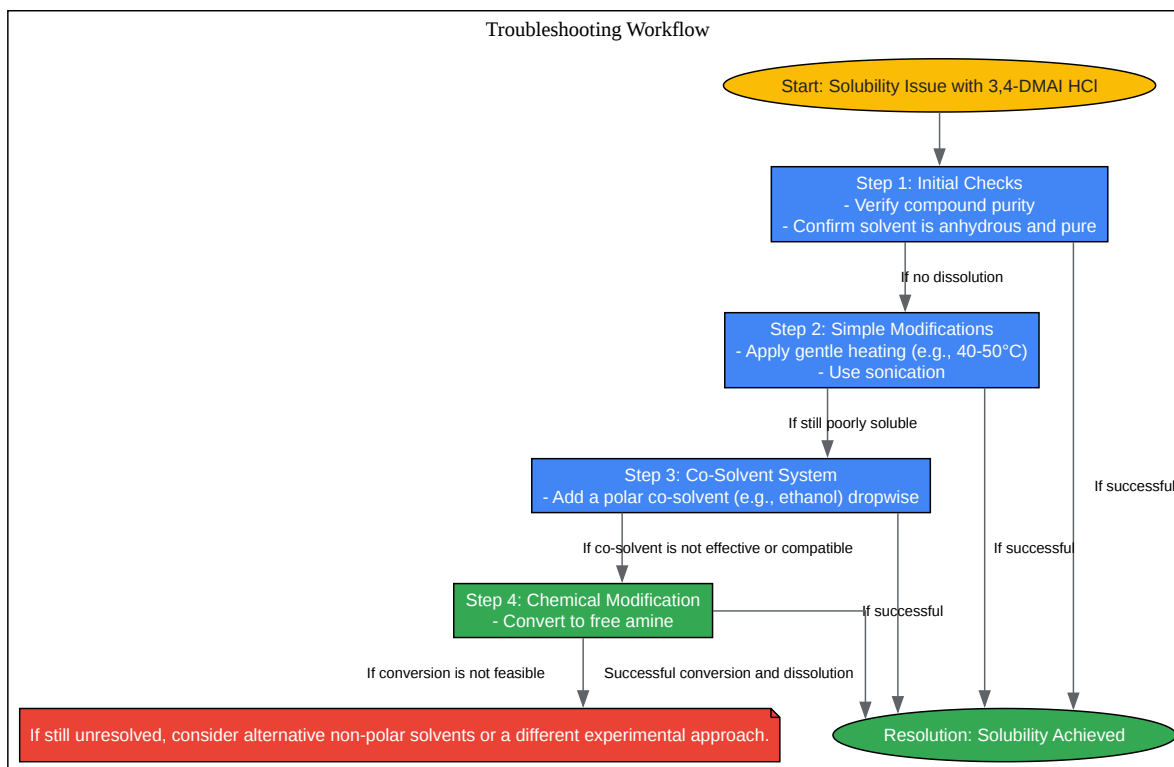 Troubleshooting Workflow
Start: Solubility Issue with 3,4-DMAI HCl
Step 1: Initial Checks
- Verify compound purity
- Confirm solvent is anhydrous and pure
If no dissolution
Step 2: Simple Modifications
- Apply gentle heating (e.g., 40-50°C)
- Use sonication
If still poorly soluble
Step 3: Co-Solvent System
- Add a polar co-solvent (e.g., ethanol) dropwise
If successful
If co-solvent is not effective or compatible
If successful
Step 4: Chemical Modification
- Convert to free amine
If successful
If conversion is not feasible
Successful conversion and dissolution
If still unresolved, consider alternative non-polar solvents or a different experimental approach.
Resolution: Solubility Achieved